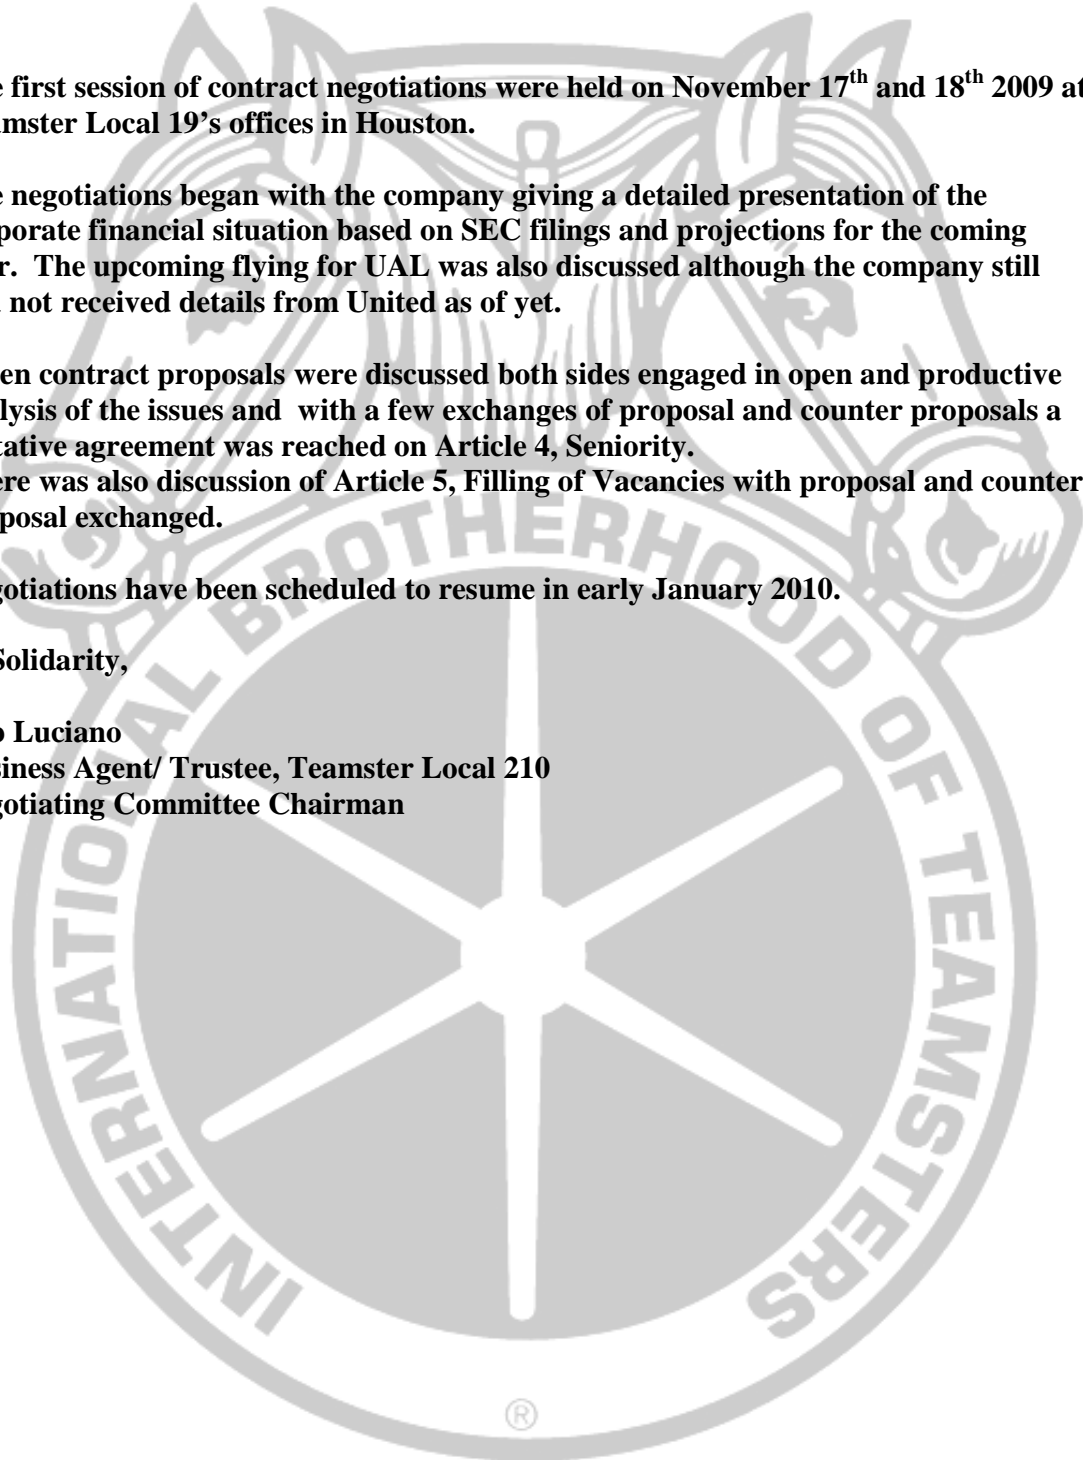 e first session of contract negotiations were held on November 17th and 18th 2009 at
amster Local 19’s offices in Houston.
e negotiations began with the company giving a detailed presentation of the
porate financial situation based on SEC filings and projections for the coming
r.  The upcoming flying for UAL was also discussed although the company still
not received details from United as of yet.
en contract proposals were discussed both sides engaged in open and productive
lysis of the issues and  with a few exchanges of proposal and counter proposals a
tative agreement was reached on Article 4, Seniority.
ere was also discussion of Article 5, Filling of Vacancies with proposal and counter
posal exchanged.
gotiations have been scheduled to resume in early January 2010.
Solidarity,
Luciano
siness Agent/ Trustee, Teamster Local 210
gotiating Committee Chairman
INTERNATIONAL BROTHERHOOD OF TEAMSTERS
®